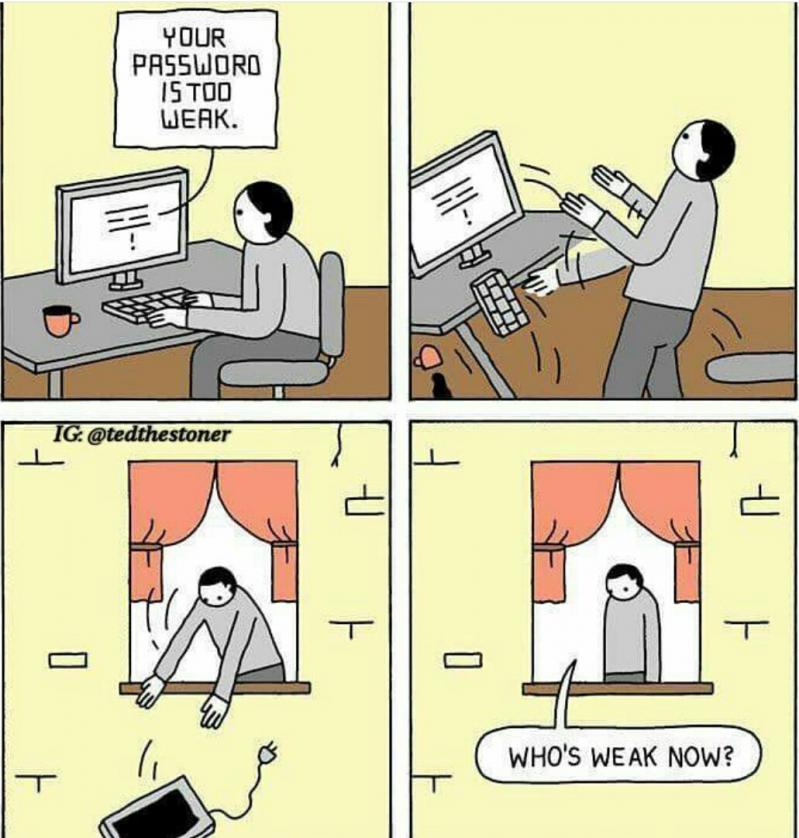 YOUR
PASSWORD
IS TOO
WEAK.
!
!
IG: @tedthestoner
WHO'S WEAK NOW?